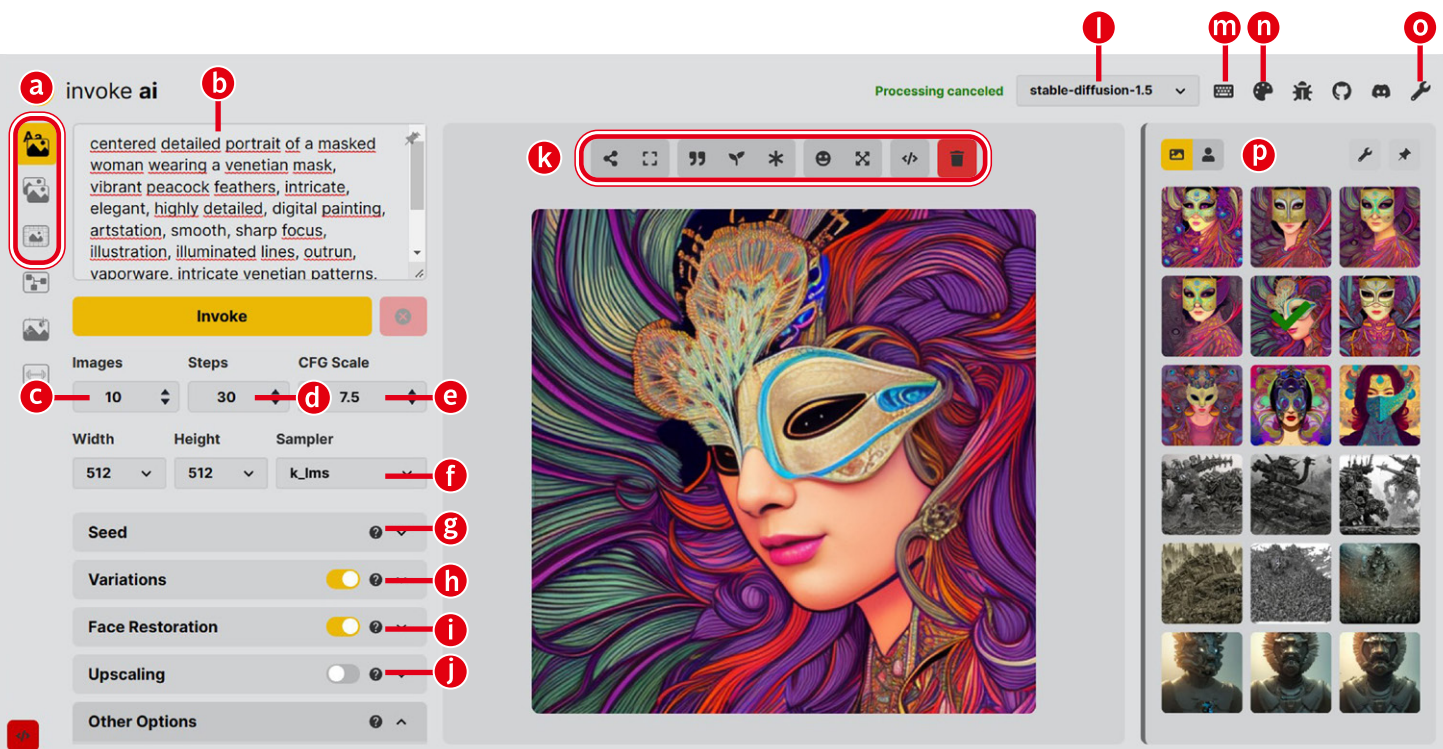 l
m
n
o
a
invoke ai
b
Processing canceled
stable-diffusion-1.5
Aa
centered detailed portrait of a masked
woman wearing a venetian mask,
vibrant peacock feathers, intricate,
elegant, highly detailed, digital painting,
artstation, smooth, sharp focus,
illustration, illuminated lines, outrun,
vaporware, intricate venetian patterns,
k
</>
p
Invoke
Images
Steps
CFG Scale
c
10
30
d
7.5
e
Width
Height
Sampler
512
512
k_lms
f
Seed
?
g
Variations
?
h
Face Restoration
?
i
Upscaling
?
j
Other Options
?
</>